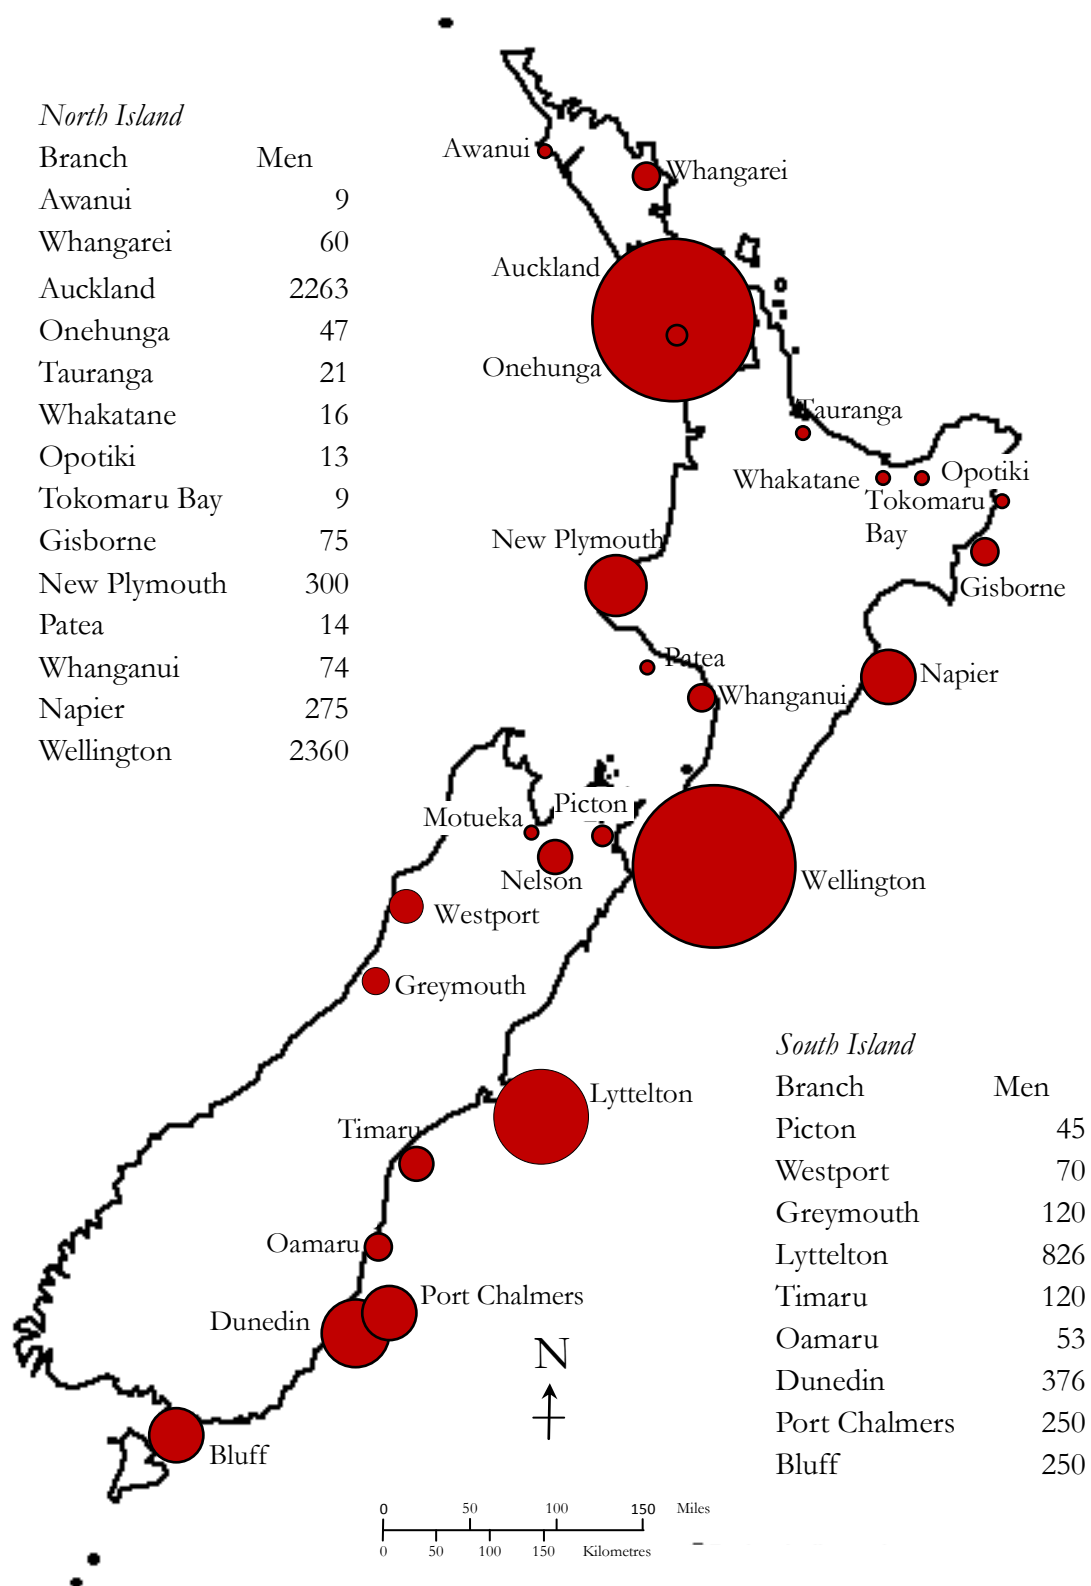 North Island
Branch Men
Awanui 9
Whangarei 60
Auckland 2263
Onehunga 47
Tauranga 21
Whakatane 16
Opotiki 13
Tokomaru Bay 9
Gisborne 75
New Plymouth 300
Patea 14
Whanganui 74
Napier 275
Wellington 2360
Awanui
Whangarei
Auckland
Onehunga
Tauranga
Whakatane
Opotiki
Tokomaru
Bay
New Plymouth
Gisborne
Patea
Napier
Whanganui
Picton
Motueka
Nelson
Wellington
Westport
Greymouth
Lyttelton
Timaru
Oamaru
Port Chalmers
Dunedin
Bluff
South Island
Branch Men
Picton 45
Westport 70
Greymouth 120
Lyttelton 826
Timaru 120
Oamaru 53
Dunedin 376
Port Chalmers 250
Bluff 250
N
0 50 100 150 Miles
0 50 100 150 Kilometres